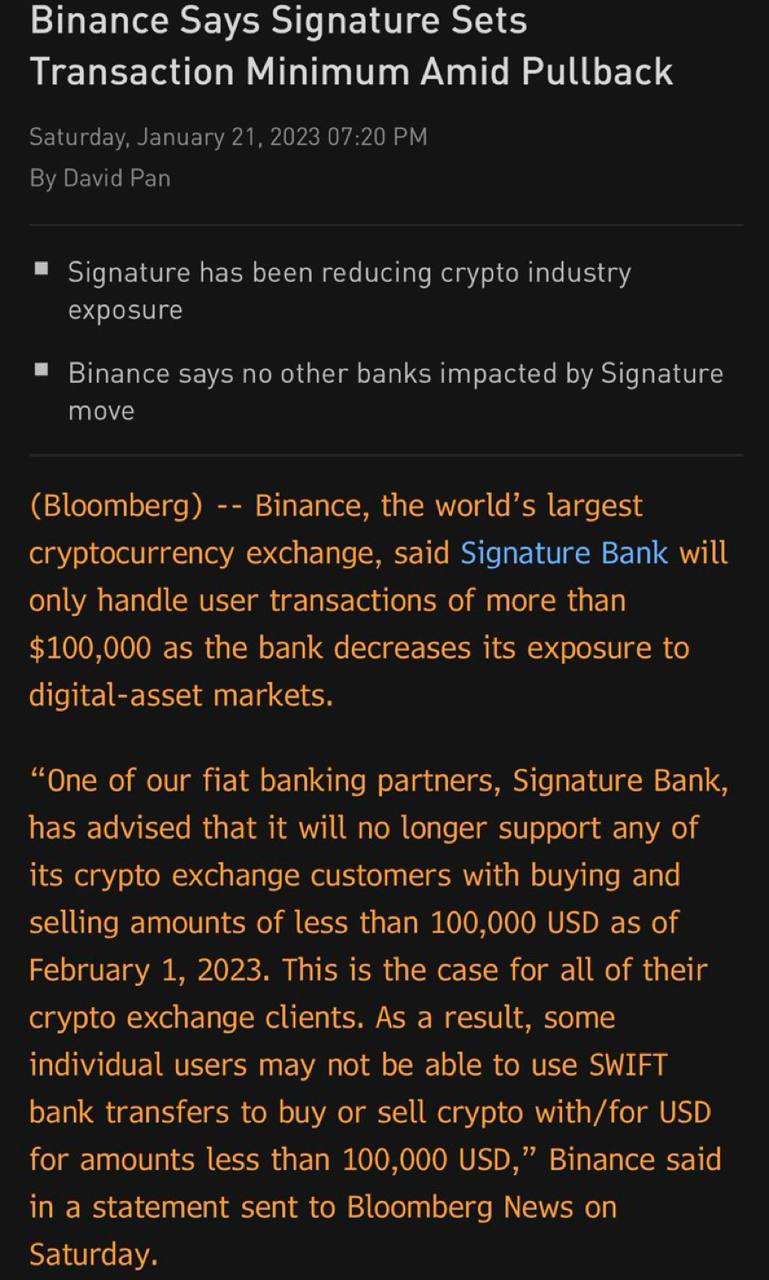 Binance Says Signature Sets
Transaction Minimum Amid Pullback
Saturday, January 21, 2023 07:20 PM
By David Pan
Signature has been reducing crypto industry
exposure
Binance says no other banks impacted by Signature
move
(Bloomberg) -- Binance, the world’s largest
cryptocurrency exchange, said Signature Bank will
only handle user transactions of more than
$100,000 as the bank decreases its exposure to
digital-asset markets.
“One of our fiat banking partners, Signature Bank,
has advised that it will no longer support any of
its crypto exchange customers with buying and
selling amounts of less than 100,000 USD as of
February 1, 2023. This is the case for all of their
crypto exchange clients. As a result, some
individual users may not be able to use SWIFT
bank transfers to buy or sell crypto with/for USD
for amounts less than 100,000 USD,” Binance said
in a statement sent to Bloomberg News on
Saturday.